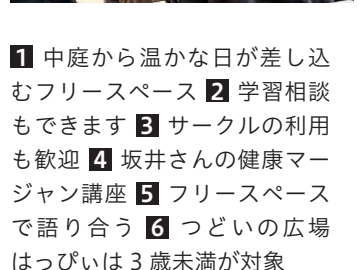 1 中庭から温かな日が差し込
むフリースペース 2 学習相談
もできます 3 サークルの利用
も歓迎 4 坂井さんの健康マー
ジャン講座 5 フリースペース
で語り合う 6 つどいの広場
はっぴぃは3歳未満が対象